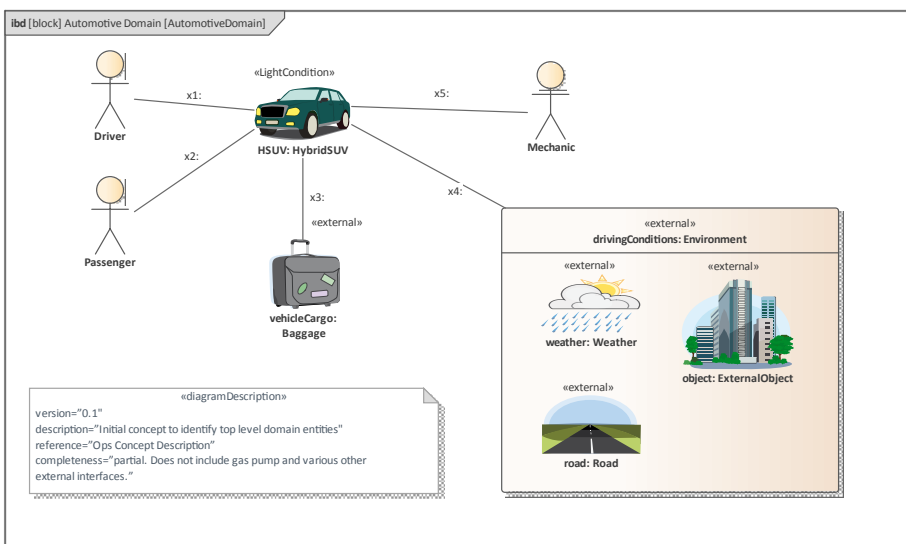 ibd [block] Automotive Domain [AutomotiveDomain]
Driver
x1:
«LightCondition»
HSUV: HybridSUV
x5:
Mechanic
x2:
Passenger
x3:
x4:
«external»
vehicleCargo:
Baggage
«external»
drivingConditions: Environment
«external»
weather: Weather
«external»
object: ExternalObject
«external»
road: Road
«diagramDescription»
version="0.1"
description="Initial concept to identify top level domain entities"
reference="Ops Concept Description"
completeness="partial. Does not include gas pump and various other
external interfaces."